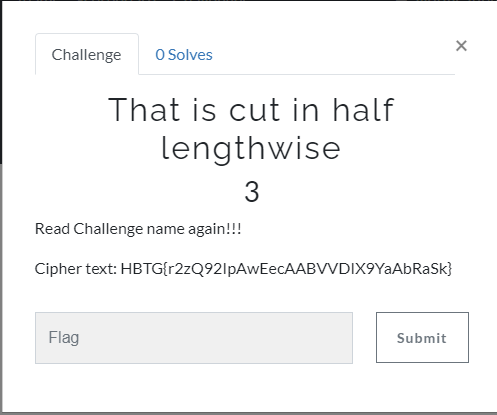 Challenge
0 Solves
×
That is cut in half
lengthwise
3
Read Challenge name again!!!
Cipher text: HBTG{r2zQ92IpAwEecAABVVDIX9YaAbRaSk}
Flag
Submit